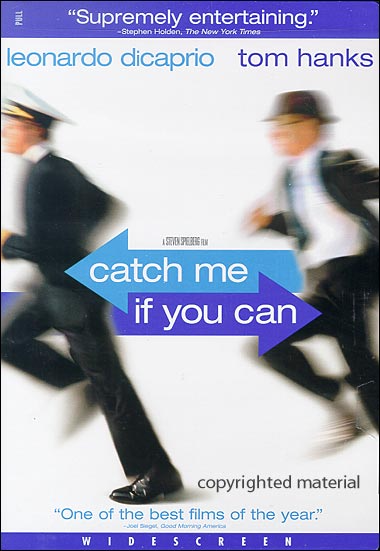 PULL
"Supremely entertaining."
–Stephen Holden, The New York Times
leonardo dicaprio tom hanks
A STEVEN SPIELBERG FILM
catch me
if you can
copyrighted material
"One of the best films of the year."
–Joel Siegel, Good Morning America
WIDESCREEN